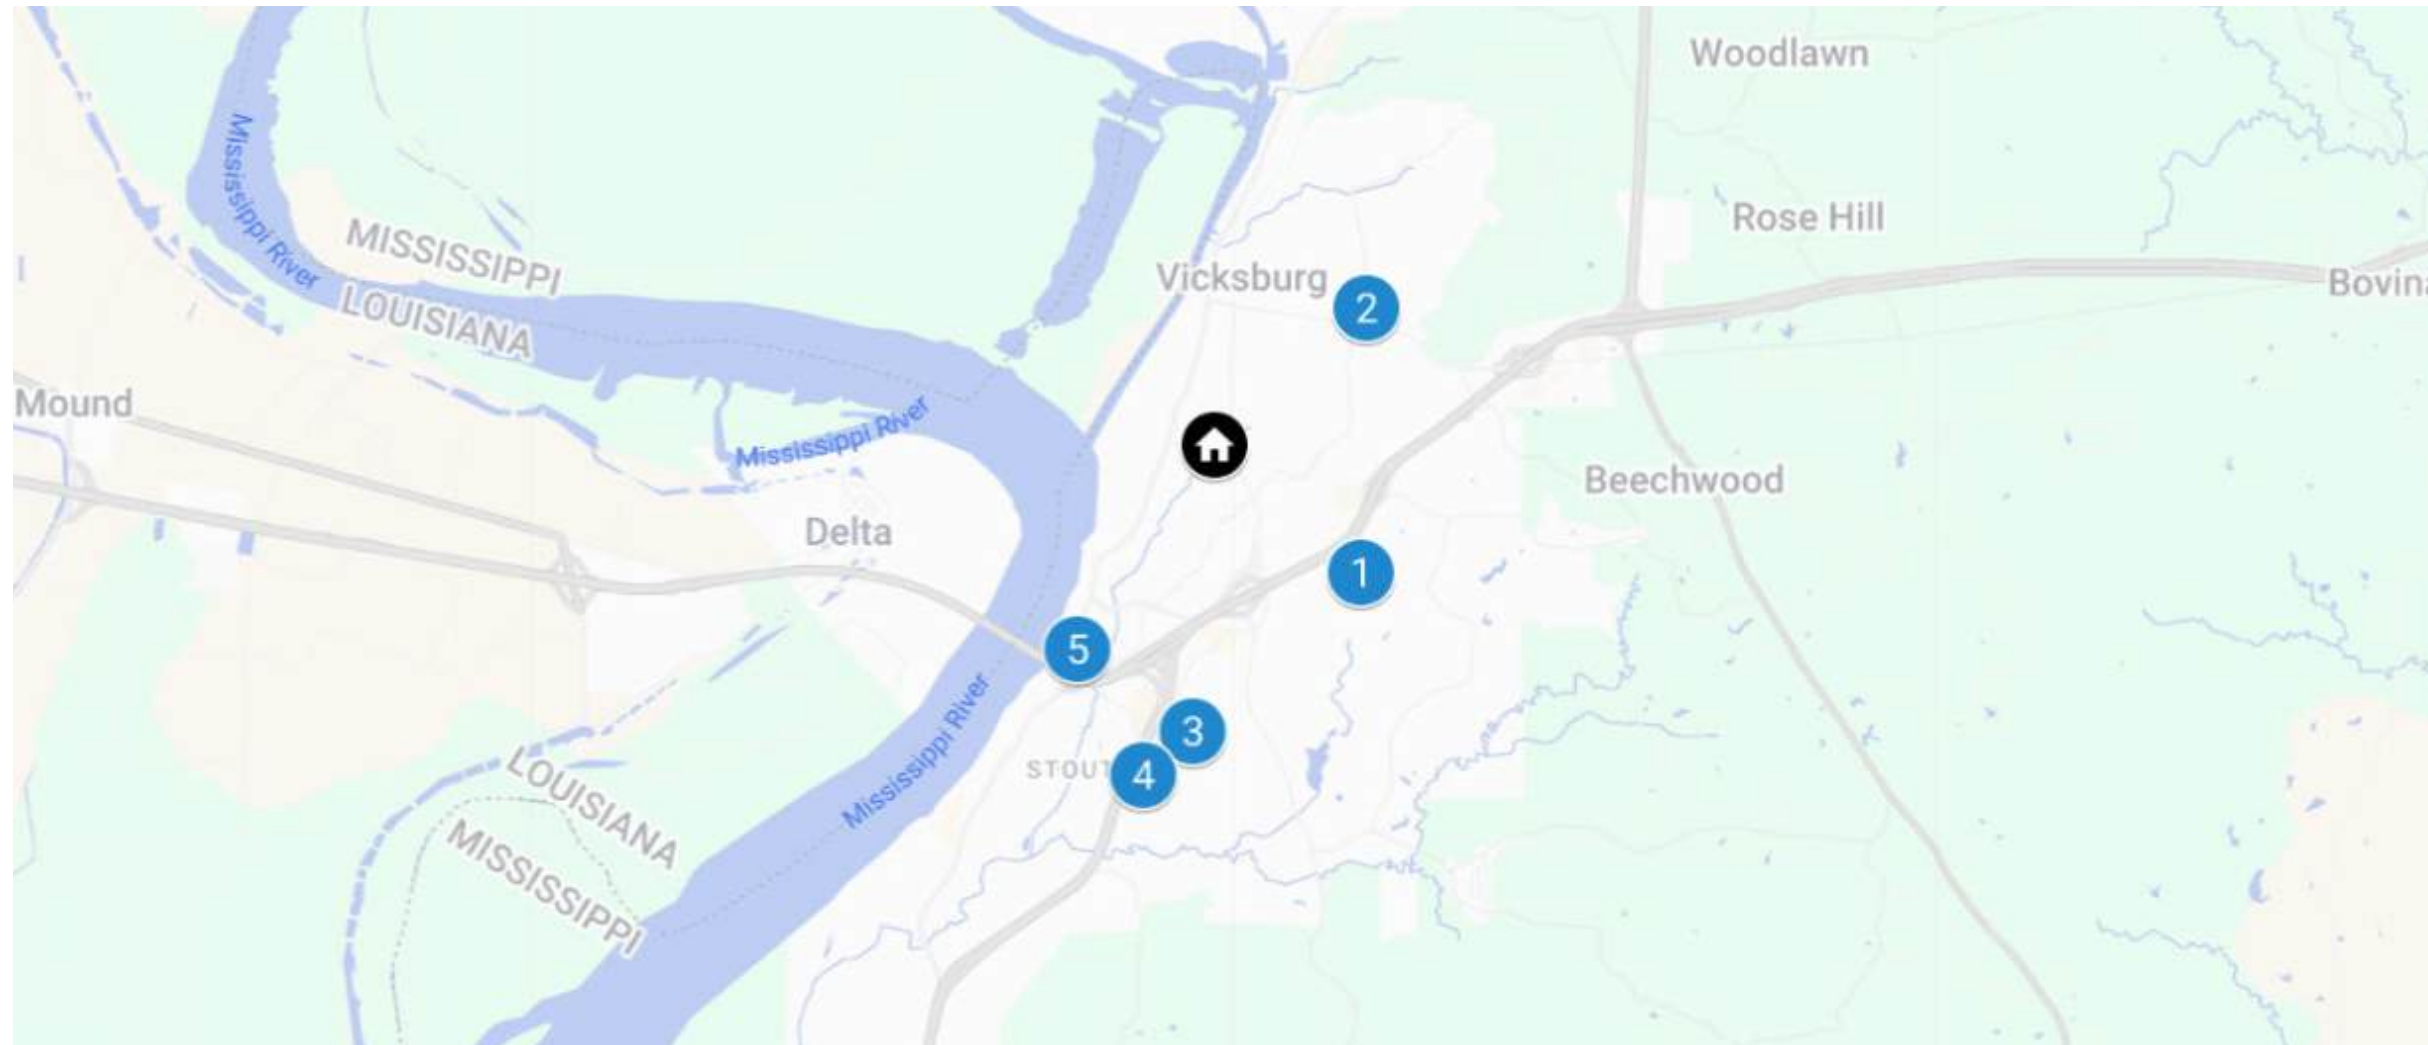 Woodlawn
Mississippi River
Rose Hill
MISSISSIPPI
Vicksburg
2
Bovina
LOUISIANA
Mound
Mississippi River
Beechwood
Delta
1
5
Mississippi River
3
STOUT
4
LOUISIANA
MISSISSIPPI